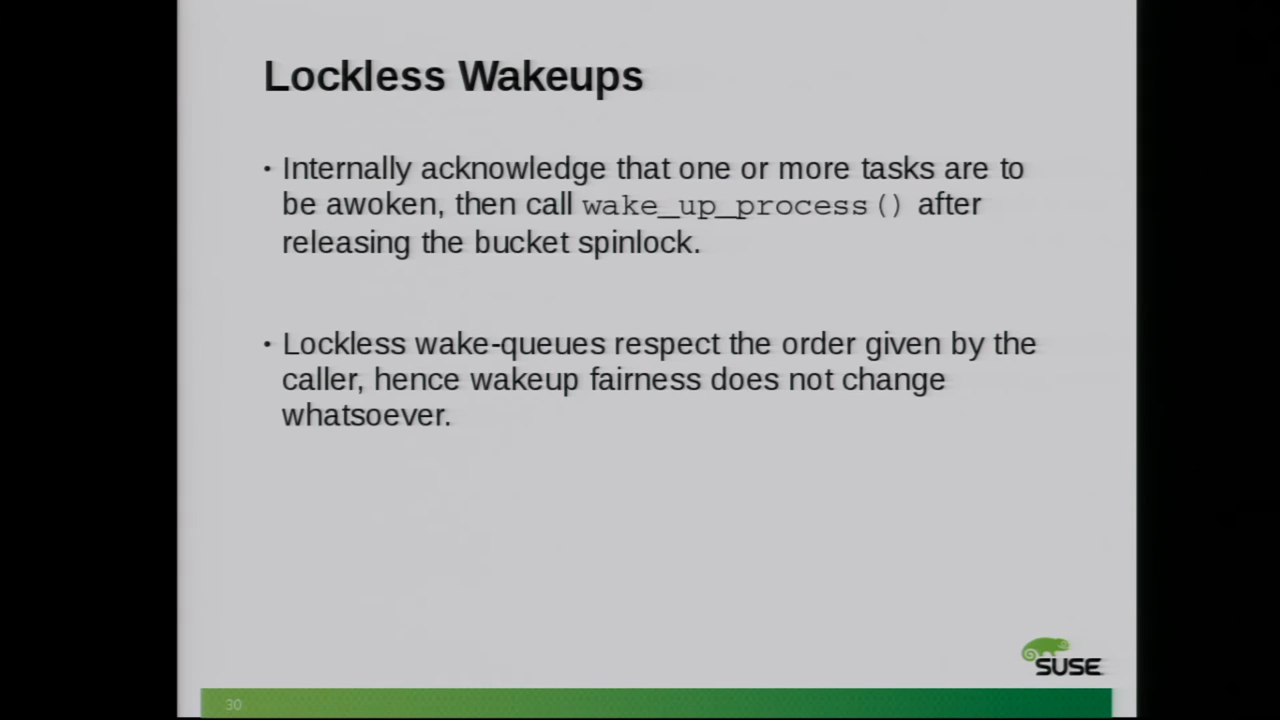 Lockless Wakeups
• Internally acknowledge that one or more tasks are to
be awoken, then call wake_up_process() after
releasing the bucket spinlock.
• Lockless wake-queues respect the order given by the
caller, hence wakeup fairness does not change
whatsoever.
SUSE
30